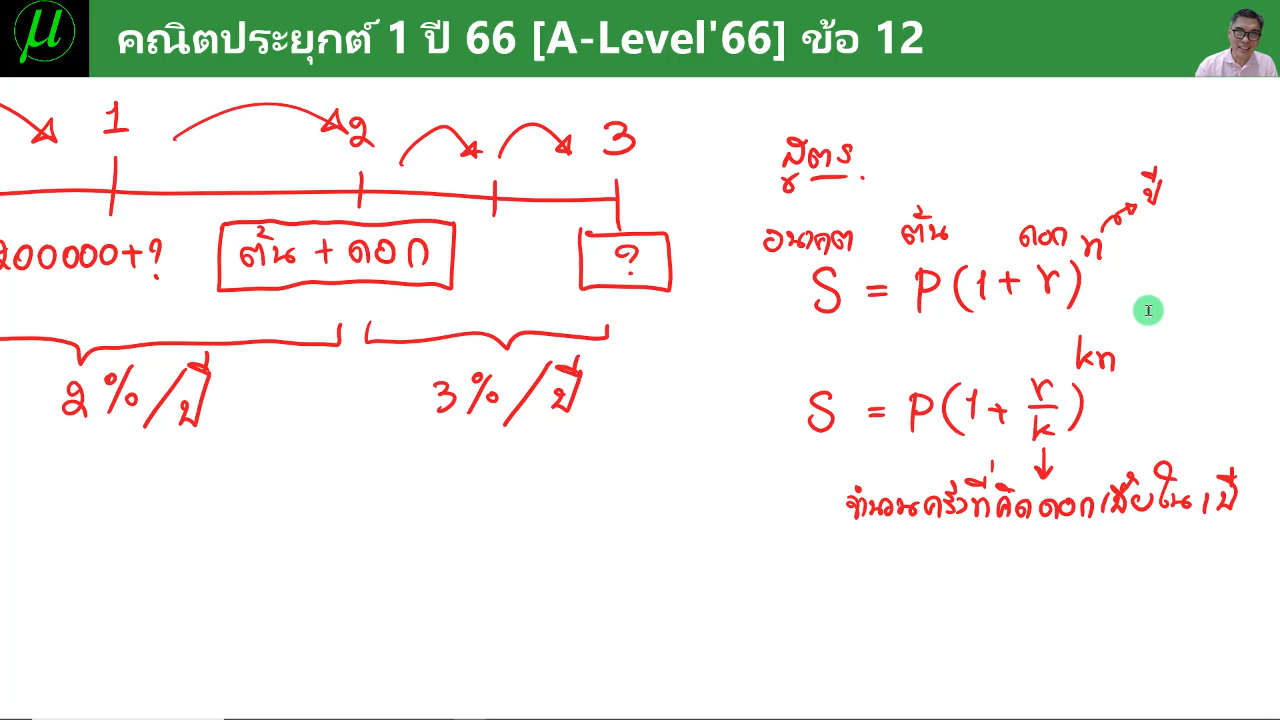 μ
คณิตประยุกต์ 1 ปี 66 [A-Level'66] ข้อ 12
1 2 3
200000+?
ต้น + ดอก
?
2%/ปี
3%/ปี
สูตร
ปี
อนาคต ต้น ดอก
S = P(1+r)ⁿ
S = P(1+r/k)ᵏⁿ
จำนวนครั้งที่คิดดอกเบี้ยใน 1 ปี